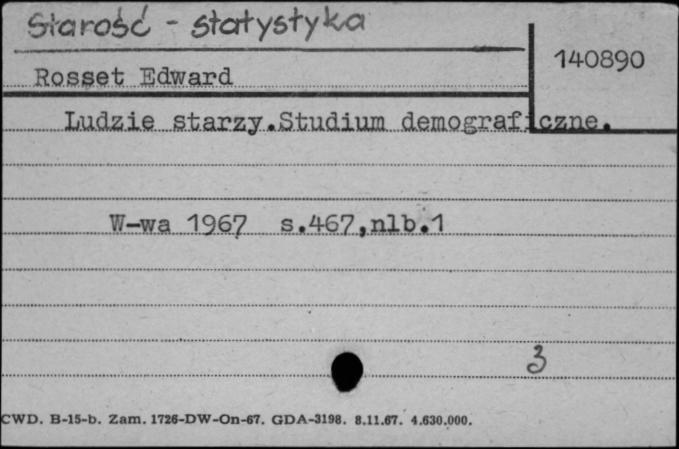 Starość - statystyka
140890
Rosset Edward
Ludzie starzy.Studium demograficzne.
W-wa 1967 s.467,nlb.1
3
CWD. B-15-b. Zam. 1726-DW-On-67. GDA-3198. 8.11.67. 4.630.000.